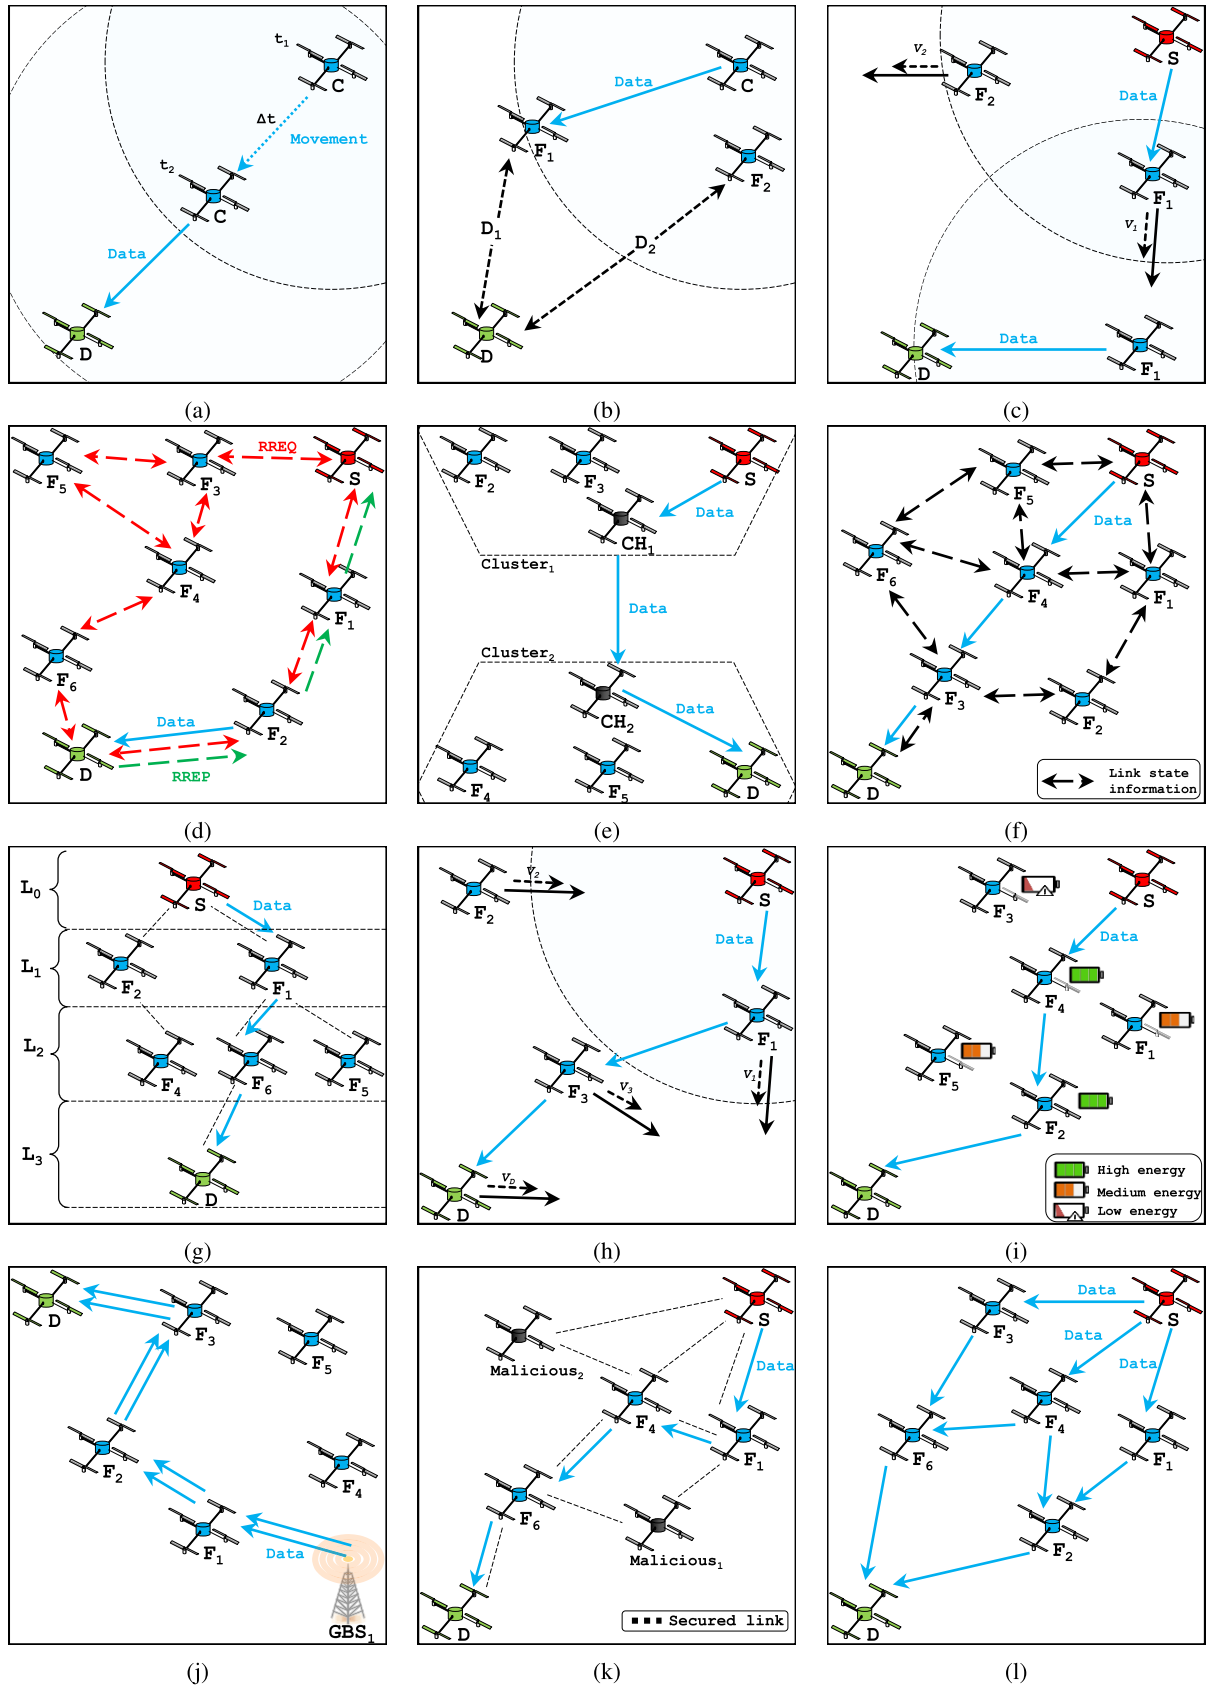 t₁
C
Δt
Movement
t₂
C
Data
D
(a)
C
Data
F₁
F₂
D₁
D₂
D
(b)
S
V₂
F₂
Data
F₁
V₁
Data
D
F₁
(c)
RREQ
F₅
F₃
S
F₄
F₁
F₆
F₂
Data
D
RREP
(d)
F₂
F₃
S
Data
CH₁
Cluster₁
Data
Cluster₂
CH₂
Data
F₄
F₅
D
(e)
S
F₅
Data
F₆
F₄
F₁
F₃
F₂
D
Link state
information
(f)
L₀
S
Data
L₁
F₂
F₁
L₂
F₄
F₆
F₅
L₃
D
(g)
V₂
F₂
S
Data
F₁
F₃
V₃
V₁
V_D
D
(h)
F₃
S
Data
F₄
F₁
F₅
F₂
High energy
Medium energy
Low energy
D
(i)
D
F₃
F₅
F₂
F₄
F₁
Data
GBS₁
(j)
S
Malicious₂
Data
F₄
F₁
F₆
Malicious₁
D
Secured link
(k)
Data
S
F₃
Data
Data
F₄
F₆
F₁
F₂
D
(l)